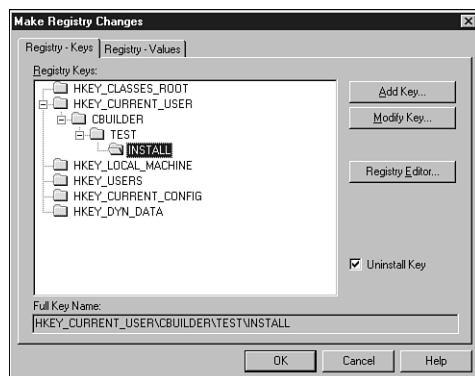 Make Registry Changes
Registry - Keys Registry - Values
Registry Keys:
HKEY_CLASSES_ROOT
HKEY_CURRENT_USER
CBUILDER
TEST
INSTALL
HKEY_LOCAL_MACHINE
HKEY_USERS
HKEY_CURRENT_CONFIG
HKEY_DYN_DATA
Add Key...
Modify Key...
Registry Editor...
Uninstall Key
Full Key Name:
HKEY_CURRENT_USER\CBUILDER\TEST\INSTALL
OK Cancel Help